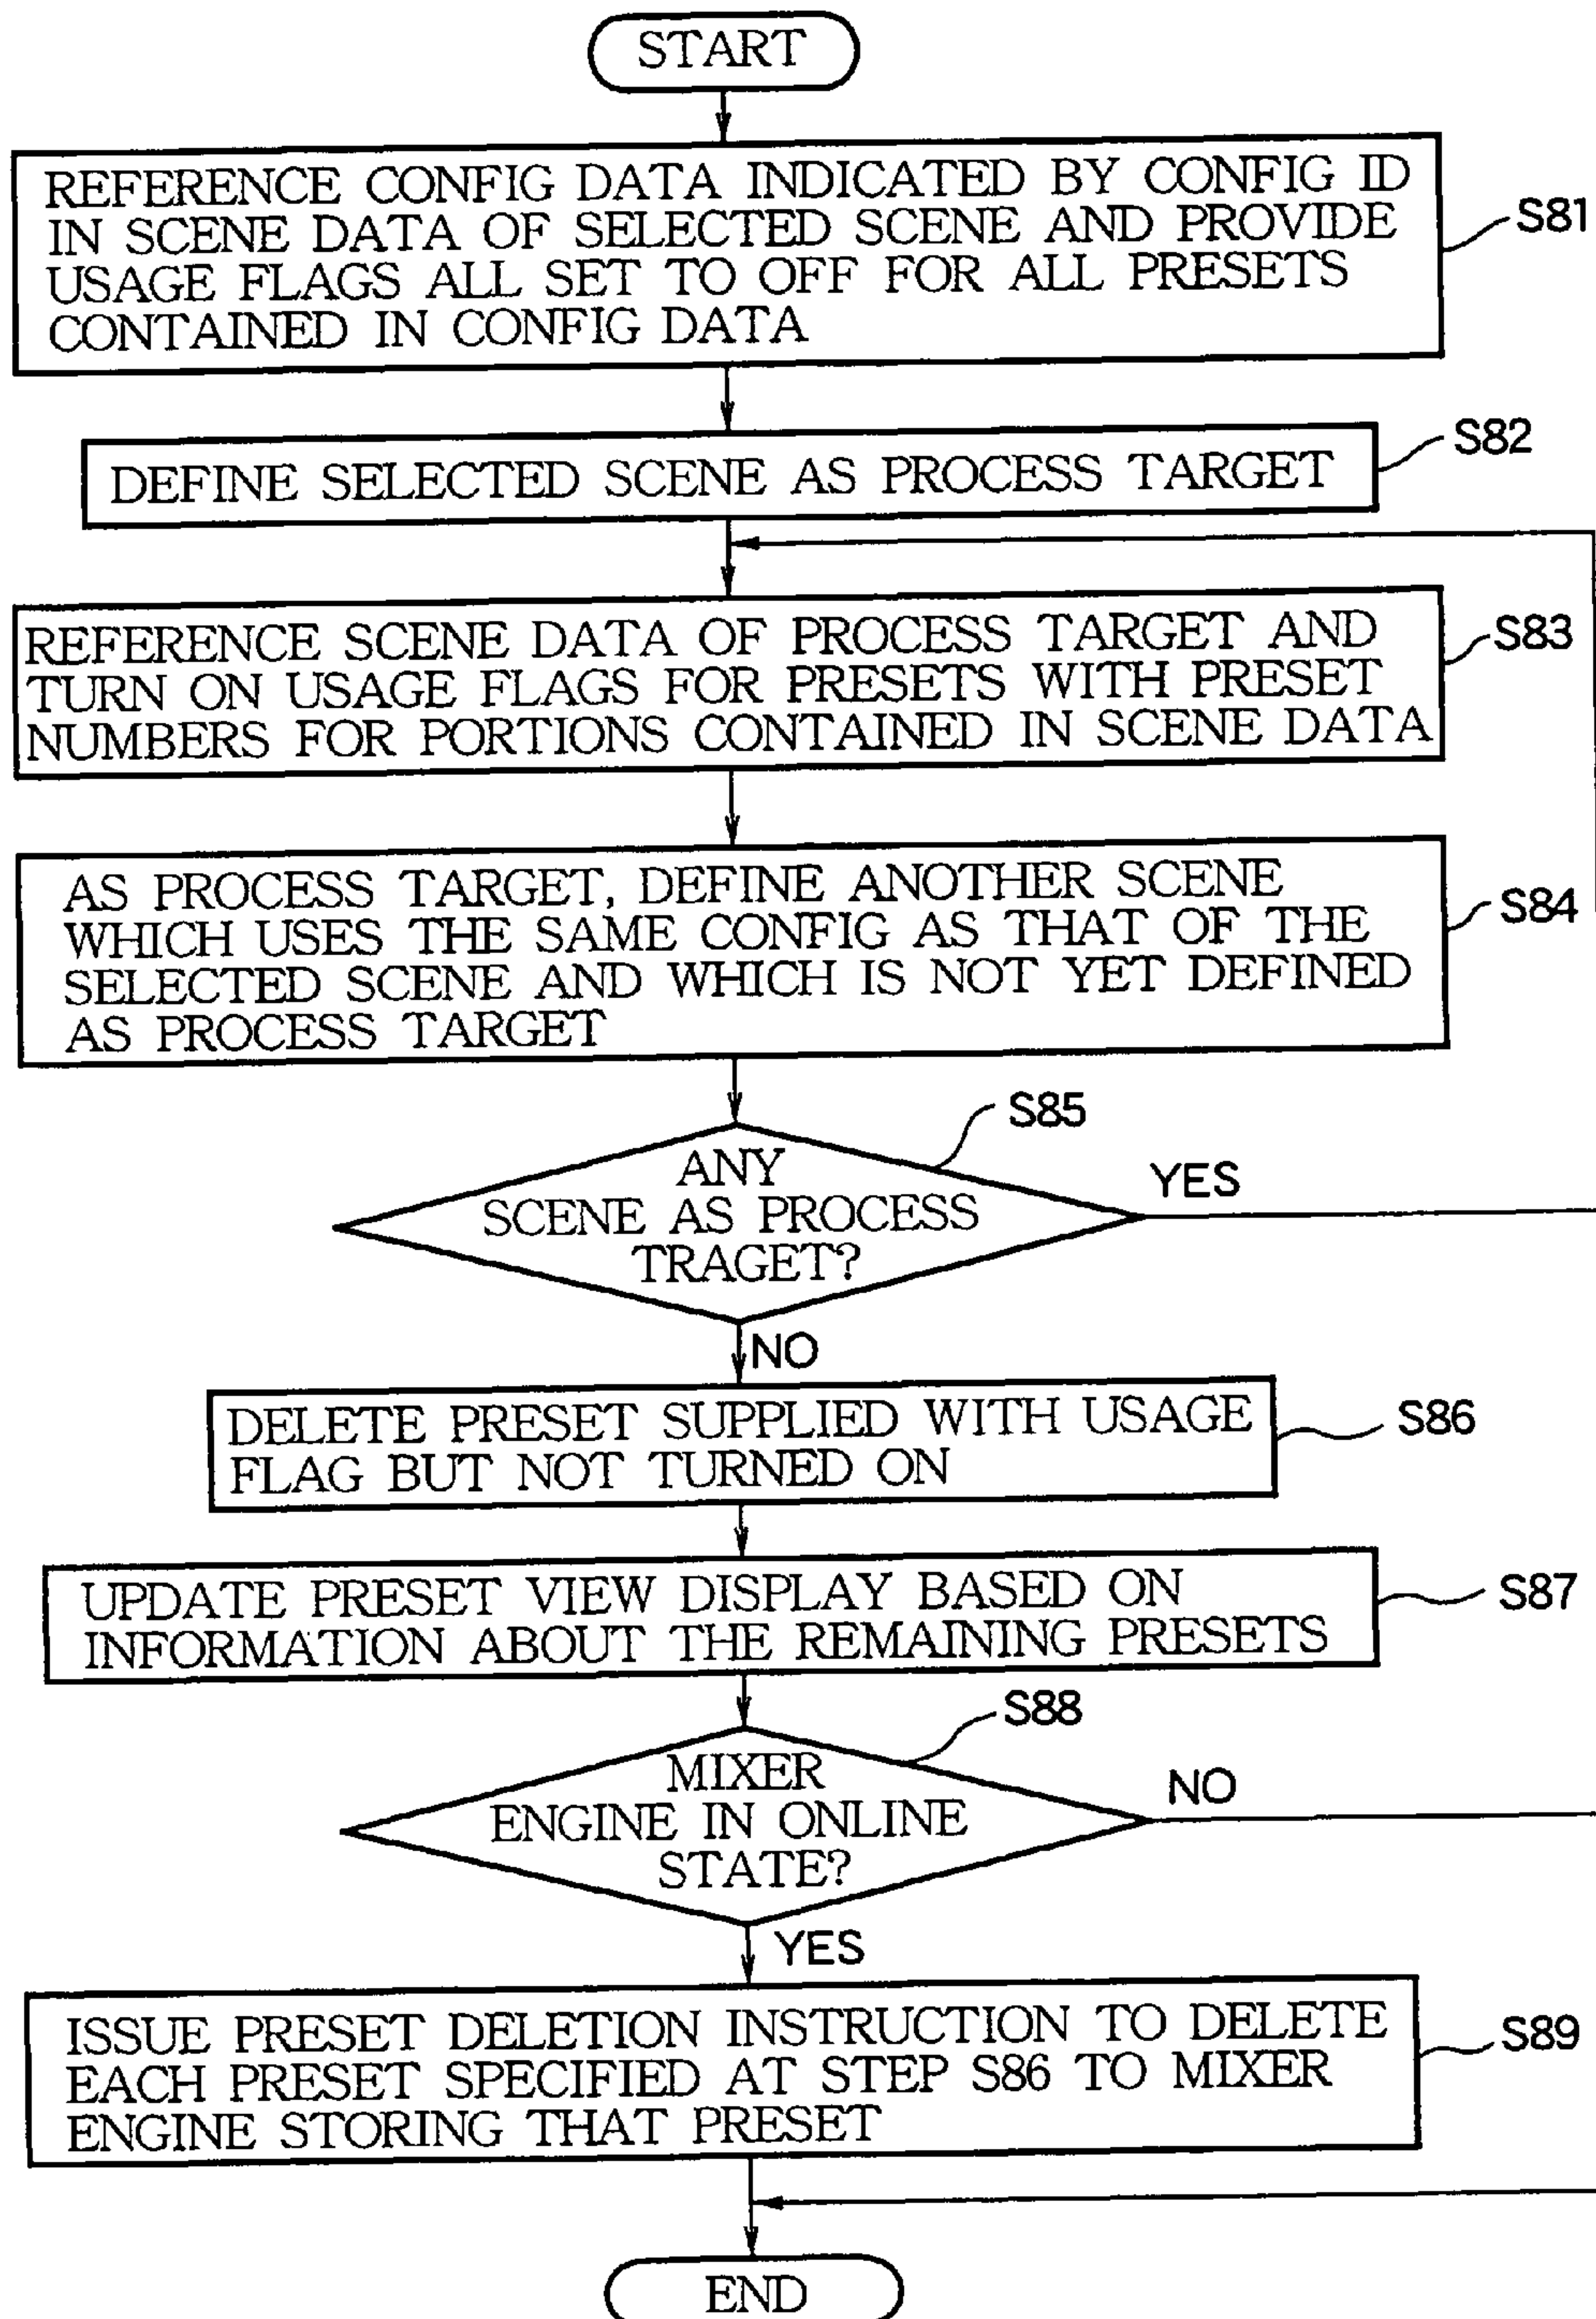 START
REFERENCE CONFIG DATA INDICATED BY CONFIG ID
IN SCENE DATA OF SELECTED SCENE AND PROVIDE
USAGE FLAGS ALL SET TO OFF FOR ALL PRESETS
CONTAINED IN CONFIG DATA
S81
DEFINE SELECTED SCENE AS PROCESS TARGET
S82
REFERENCE SCENE DATA OF PROCESS TARGET AND
TURN ON USAGE FLAGS FOR PRESETS WITH PRESET
NUMBERS FOR PORTIONS CONTAINED IN SCENE DATA
S83
AS PROCESS TARGET, DEFINE ANOTHER SCENE
WHICH USES THE SAME CONFIG AS THAT OF THE
SELECTED SCENE AND WHICH IS NOT YET DEFINED
AS PROCESS TARGET
S84
S85
ANY
SCENE AS PROCESS
TRAGET?
YES
NO
DELETE PRESET SUPPLIED WITH USAGE
FLAG BUT NOT TURNED ON
S86
UPDATE PRESET VIEW DISPLAY BASED ON
INFORMATION ABOUT THE REMAINING PRESETS
S87
S88
MIXER
ENGINE IN ONLINE
STATE?
NO
YES
ISSUE PRESET DELETION INSTRUCTION TO DELETE
EACH PRESET SPECIFIED AT STEP S86 TO MIXER
ENGINE STORING THAT PRESET
S89
END